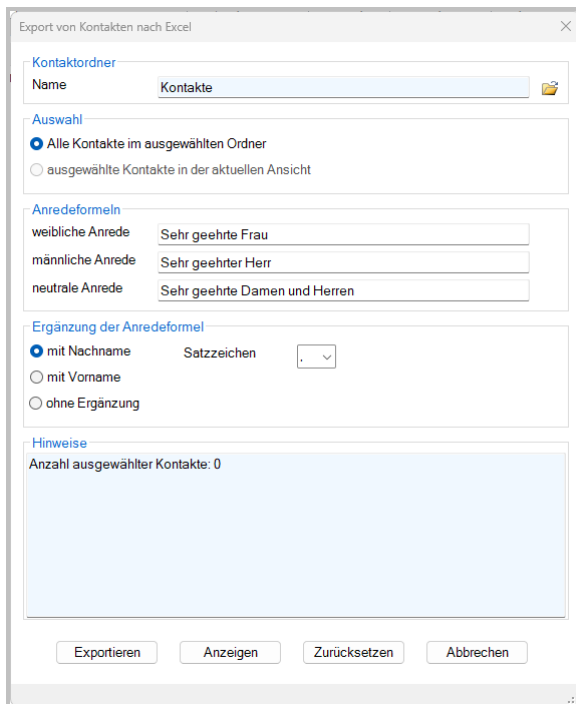 Export von Kontakten nach Excel
Kontaktordner
Name Kontakte
Auswahl
Alle Kontakte im ausgewählten Ordner
ausgewählte Kontakte in der aktuellen Ansicht
Anredeformeln
weibliche Anrede Sehr geehrte Frau
männliche Anrede Sehr geehrter Herr
neutrale Anrede Sehr geehrte Damen und Herren
Ergänzung der Anredeformel
mit Nachname Satzzeichen ,
mit Vorname
ohne Ergänzung
Hinweise
Anzahl ausgewählter Kontakte: 0
Exportieren Anzeigen Zurücksetzen Abbrechen